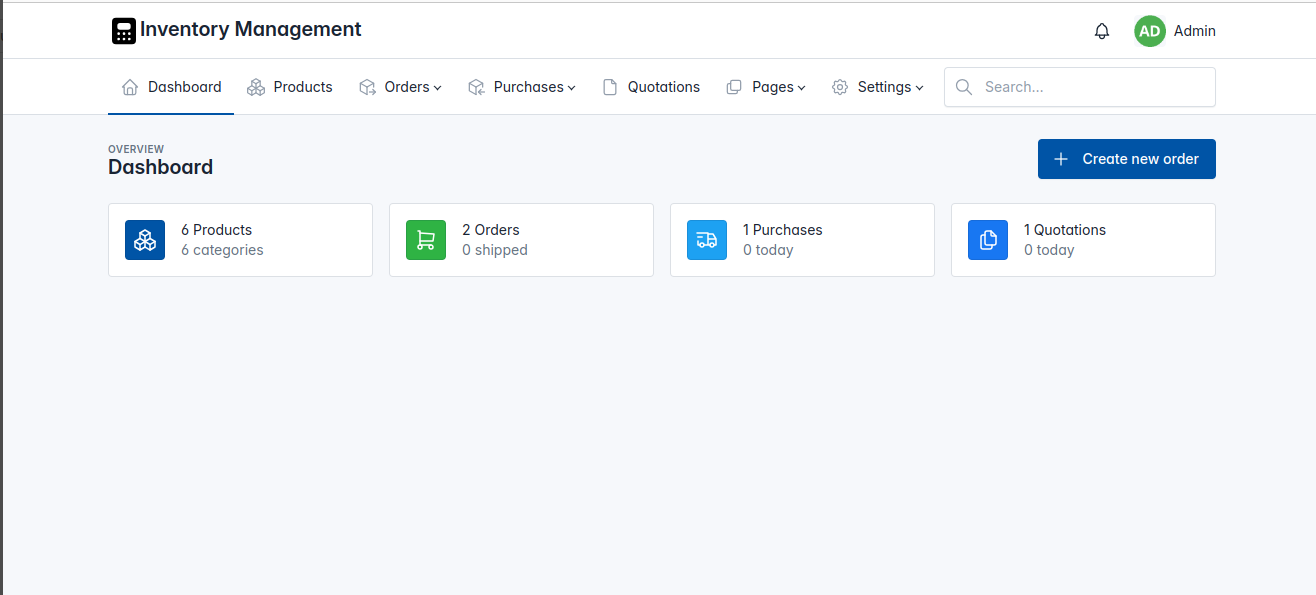 Inventory Management
AD Admin
Dashboard Products Orders Purchases Quotations Pages Settings Search...
OVERVIEW
Dashboard
Create new order
6 Products
6 categories
2 Orders
0 shipped
1 Purchases
0 today
1 Quotations
0 today